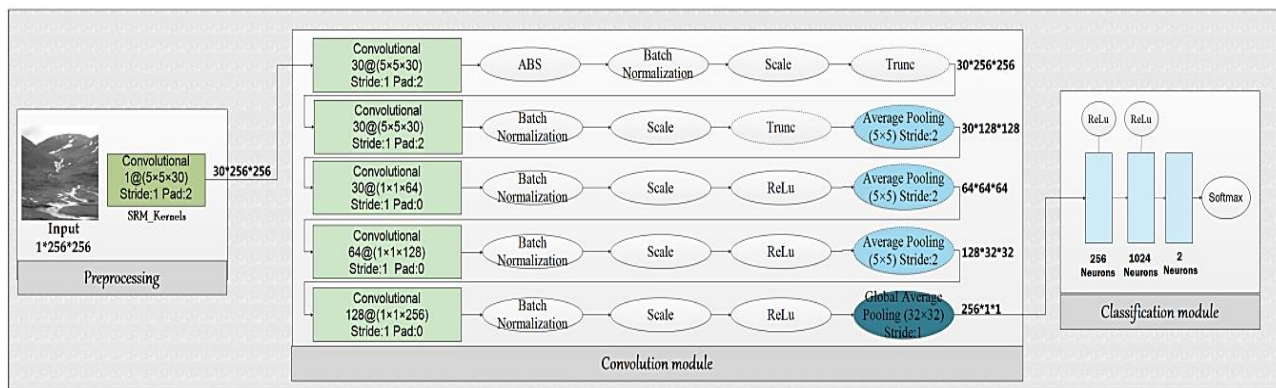 Input
1*256*256
Convolutional
1@(5×5×30)
Stride:1 Pad:2
SRM_Kernels
30*256*256
Preprocessing
Convolutional
30@(5×5×30)
Stride:1 Pad:2
ABS
Batch
Normalization
Scale
Trunc
30*256*256
Convolutional
30@(5×5×30)
Stride:1 Pad:2
Batch
Normalization
Scale
Trunc
Average Pooling
(5×5) Stride:2
30*128*128
Convolutional
30@(1×1×64)
Stride:1 Pad:0
Batch
Normalization
Scale
ReLu
Average Pooling
(5×5) Stride:2
64*64*64
Convolutional
64@(1×1×128)
Stride:1 Pad:0
Batch
Normalization
Scale
ReLu
Average Pooling
(5×5) Stride:2
128*32*32
Convolutional
128@(1×1×256)
Stride:1 Pad:0
Batch
Normalization
Scale
ReLu
Global Average
Pooling (32×32)
Stride:1
256*1*1
Convolution module
ReLu
ReLu
Softmax
256
Neurons
1024
Neurons
2
Neurons
Classification module